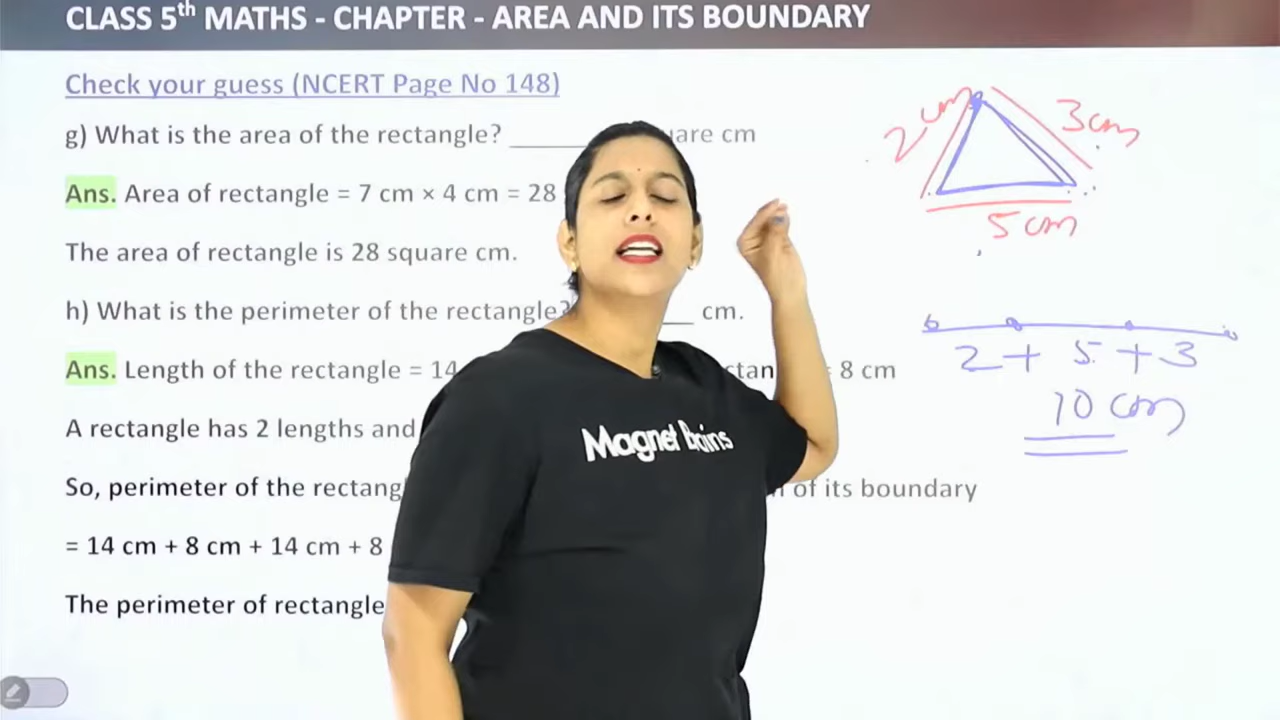 CLASS 5th MATHS - CHAPTER - AREA AND ITS BOUNDARY
Check your guess (NCERT Page No 148)
g) What is the area of the rectangle? ______ cm
Ans. Area of rectangle = 7 cm × 4 cm = 28
The area of rectangle is 28 square cm.
h) What is the perimeter of the rectangle? __ cm.
Ans. Length of the rectangle = 14 = 8 cm
A rectangle has 2 lengths and
So, perimeter of the of its boundary
= 14 cm + 8 cm + 14 cm + 8
The perimeter of rectangle
2 cm
3 cm
5 cm
2 + 5 + 3
10 cm
Magnet Brains